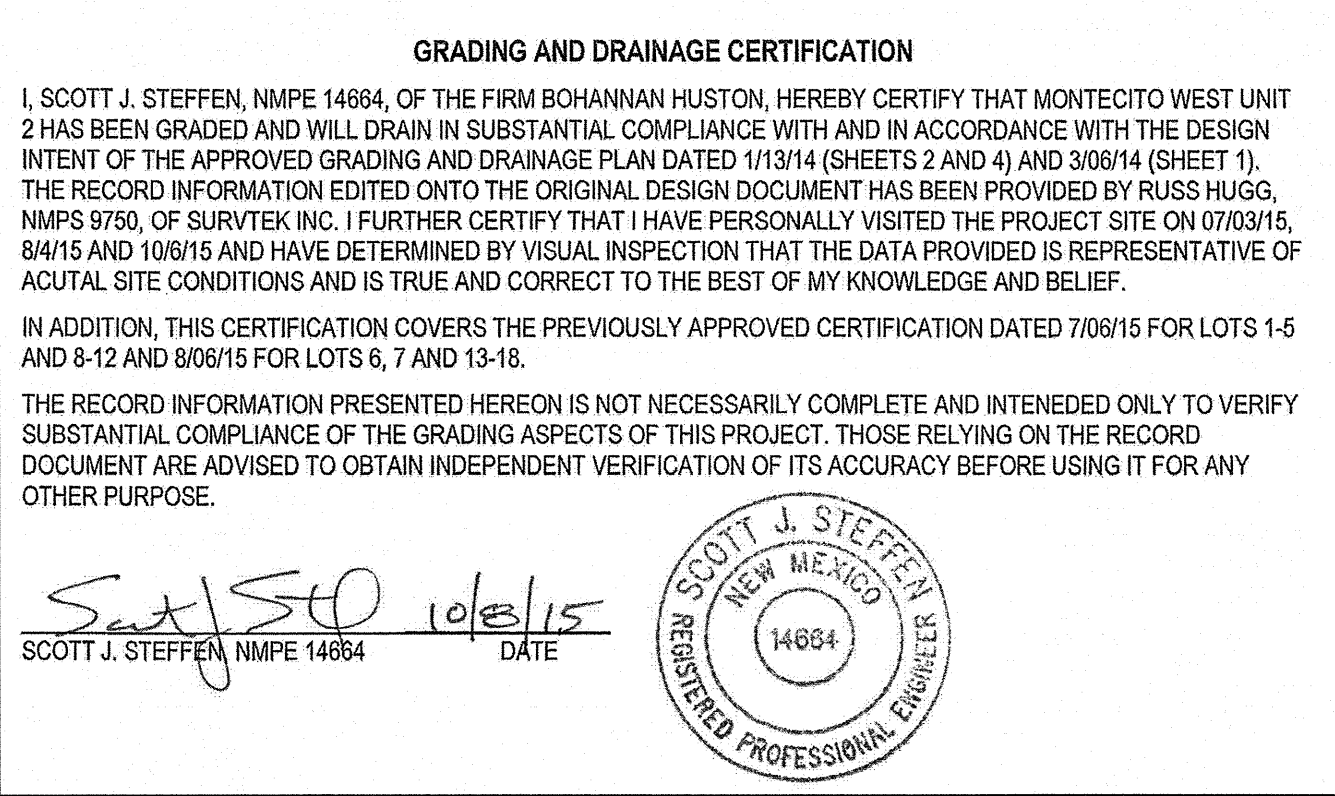 GRADING AND DRAINAGE CERTIFICATION
I, SCOTT J. STEFFEN, NMPE 14664, OF THE FIRM BOHANNAN HUSTON, HEREBY CERTIFY THAT MONTECITO WEST UNIT
2 HAS BEEN GRADED AND WILL DRAIN IN SUBSTANTIAL COMPLIANCE WITH AND IN ACCORDANCE WITH THE DESIGN
INTENT OF THE APPROVED GRADING AND DRAINAGE PLAN DATED 1/13/14 (SHEETS 2 AND 4) AND 3/06/14 (SHEET 1).
THE RECORD INFORMATION EDITED ONTO THE ORIGINAL DESIGN DOCUMENT HAS BEEN PROVIDED BY RUSS HUGG,
NMPS 9750, OF SURVTEK INC. I FURTHER CERTIFY THAT I HAVE PERSONALLY VISITED THE PROJECT SITE ON 07/03/15,
8/4/15 AND 10/6/15 AND HAVE DETERMINED BY VISUAL INSPECTION THAT THE DATA PROVIDED IS REPRESENTATIVE OF
ACUTAL SITE CONDITIONS AND IS TRUE AND CORRECT TO THE BEST OF MY KNOWLEDGE AND BELIEF.
IN ADDITION, THIS CERTIFICATION COVERS THE PREVIOUSLY APPROVED CERTIFICATION DATED 7/06/15 FOR LOTS 1-5
AND 8-12 AND 8/06/15 FOR LOTS 6, 7 AND 13-18.
THE RECORD INFORMATION PRESENTED HEREON IS NOT NECESSARILY COMPLETE AND INTENEDED ONLY TO VERIFY
SUBSTANTIAL COMPLIANCE OF THE GRADING ASPECTS OF THIS PROJECT. THOSE RELYING ON THE RECORD
DOCUMENT ARE ADVISED TO OBTAIN INDEPENDENT VERIFICATION OF ITS ACCURACY BEFORE USING IT FOR ANY
OTHER PURPOSE.
10/8/15
SCOTT J. STEFFEN, NMPE 14664 DATE
SCOTT J. STEFFEN
NEW MEXICO
14664
REGISTERED PROFESSIONAL ENGINEER